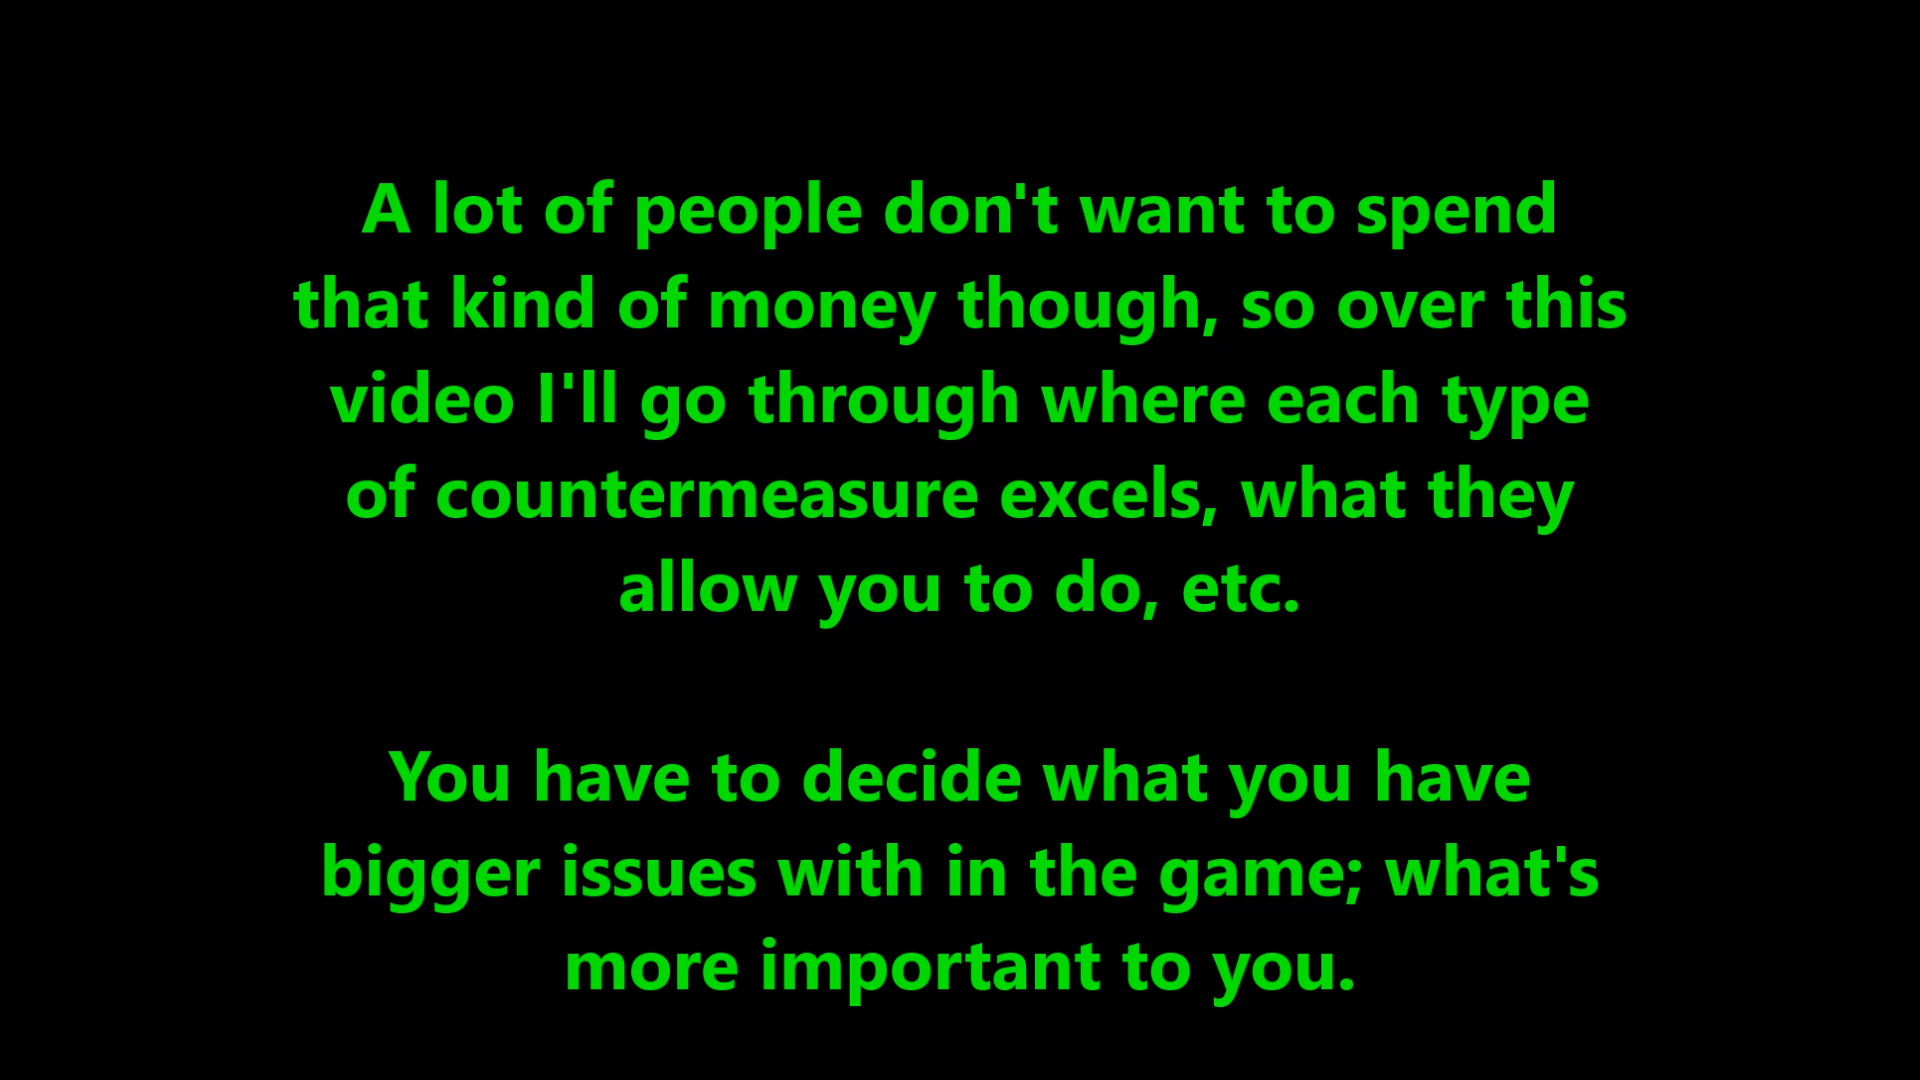 A lot of people don't want to spend
that kind of money though, so over this
video I'll go through where each type
of countermeasure excels, what they
allow you to do, etc.
You have to decide what you have
bigger issues with in the game; what's
more important to you.